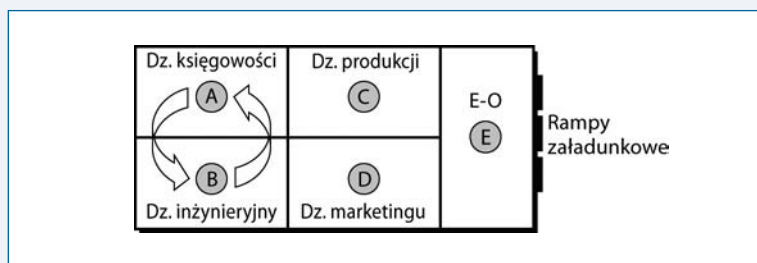 Dz. księgowości
A
Dz. produkcji
C
E-O
E
Rampy
załadunkowe
B
Dz. inżynieryjny
D
Dz. marketingu